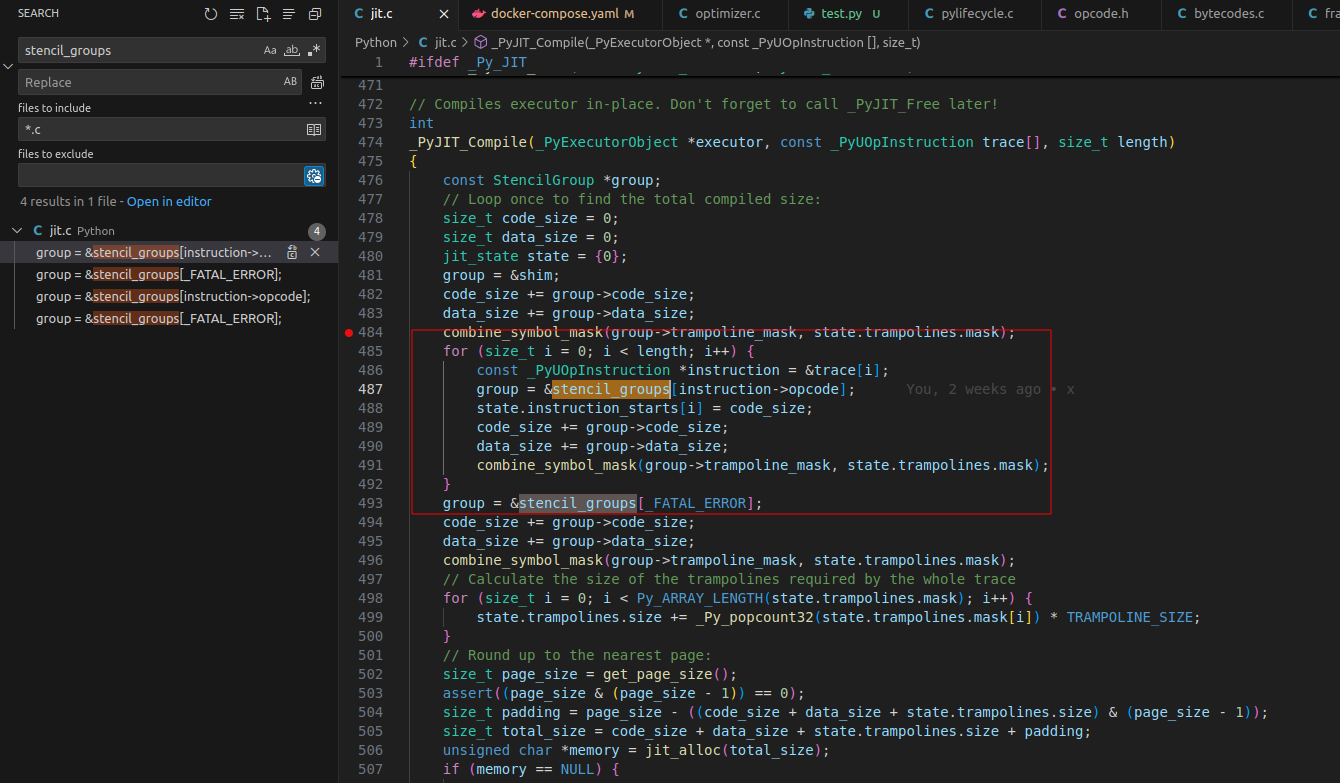 SEARCH
stencil_groups
Aa ab .*
Replace
AB
files to include
...
*.c
files to exclude
4 results in 1 file - Open in editor
C jit.c Python 4
group = &stencil_groups[instruction->...
group = &stencil_groups[_FATAL_ERROR];
group = &stencil_groups[instruction->opcode];
group = &stencil_groups[_FATAL_ERROR];
C jit.c docker-compose.yaml M C optimizer.c test.py U C pylifecycle.c C opcode.h C bytecodes.c C fra
Python > C jit.c > _PyJIT_Compile(_PyExecutorObject *, const _PyUOpInstruction [], size_t)
1 #ifdef _Py_JIT
471
472 // Compiles executor in-place. Don't forget to call _PyJIT_Free later!
473 int
474 _PyJIT_Compile(_PyExecutorObject *executor, const _PyUOpInstruction trace[], size_t length)
475 {
476 const StencilGroup *group;
477 // Loop once to find the total compiled size:
478 size_t code_size = 0;
479 size_t data_size = 0;
480 jit_state state = {0};
481 group = &shim;
482 code_size += group->code_size;
483 data_size += group->data_size;
484 combine_symbol_mask(group->trampoline_mask, state.trampolines.mask);
485 for (size_t i = 0; i < length; i++) {
486 const _PyUOpInstruction *instruction = &trace[i];
487 group = &stencil_groups[instruction->opcode]; You, 2 weeks ago • x
488 state.instruction_starts[i] = code_size;
489 code_size += group->code_size;
490 data_size += group->data_size;
491 combine_symbol_mask(group->trampoline_mask, state.trampolines.mask);
492 }
493 group = &stencil_groups[_FATAL_ERROR];
494 code_size += group->code_size;
495 data_size += group->data_size;
496 combine_symbol_mask(group->trampoline_mask, state.trampolines.mask);
497 // Calculate the size of the trampolines required by the whole trace
498 for (size_t i = 0; i < Py_ARRAY_LENGTH(state.trampolines.mask); i++) {
499 state.trampolines.size += _Py_popcount32(state.trampolines.mask[i]) * TRAMPOLINE_SIZE;
500 }
501 // Round up to the nearest page:
502 size_t page_size = get_page_size();
503 assert((page_size & (page_size - 1)) == 0);
504 size_t padding = page_size - ((code_size + data_size + state.trampolines.size) & (page_size - 1));
505 size_t total_size = code_size + data_size + state.trampolines.size + padding;
506 unsigned char *memory = jit_alloc(total_size);
507 if (memory == NULL) {